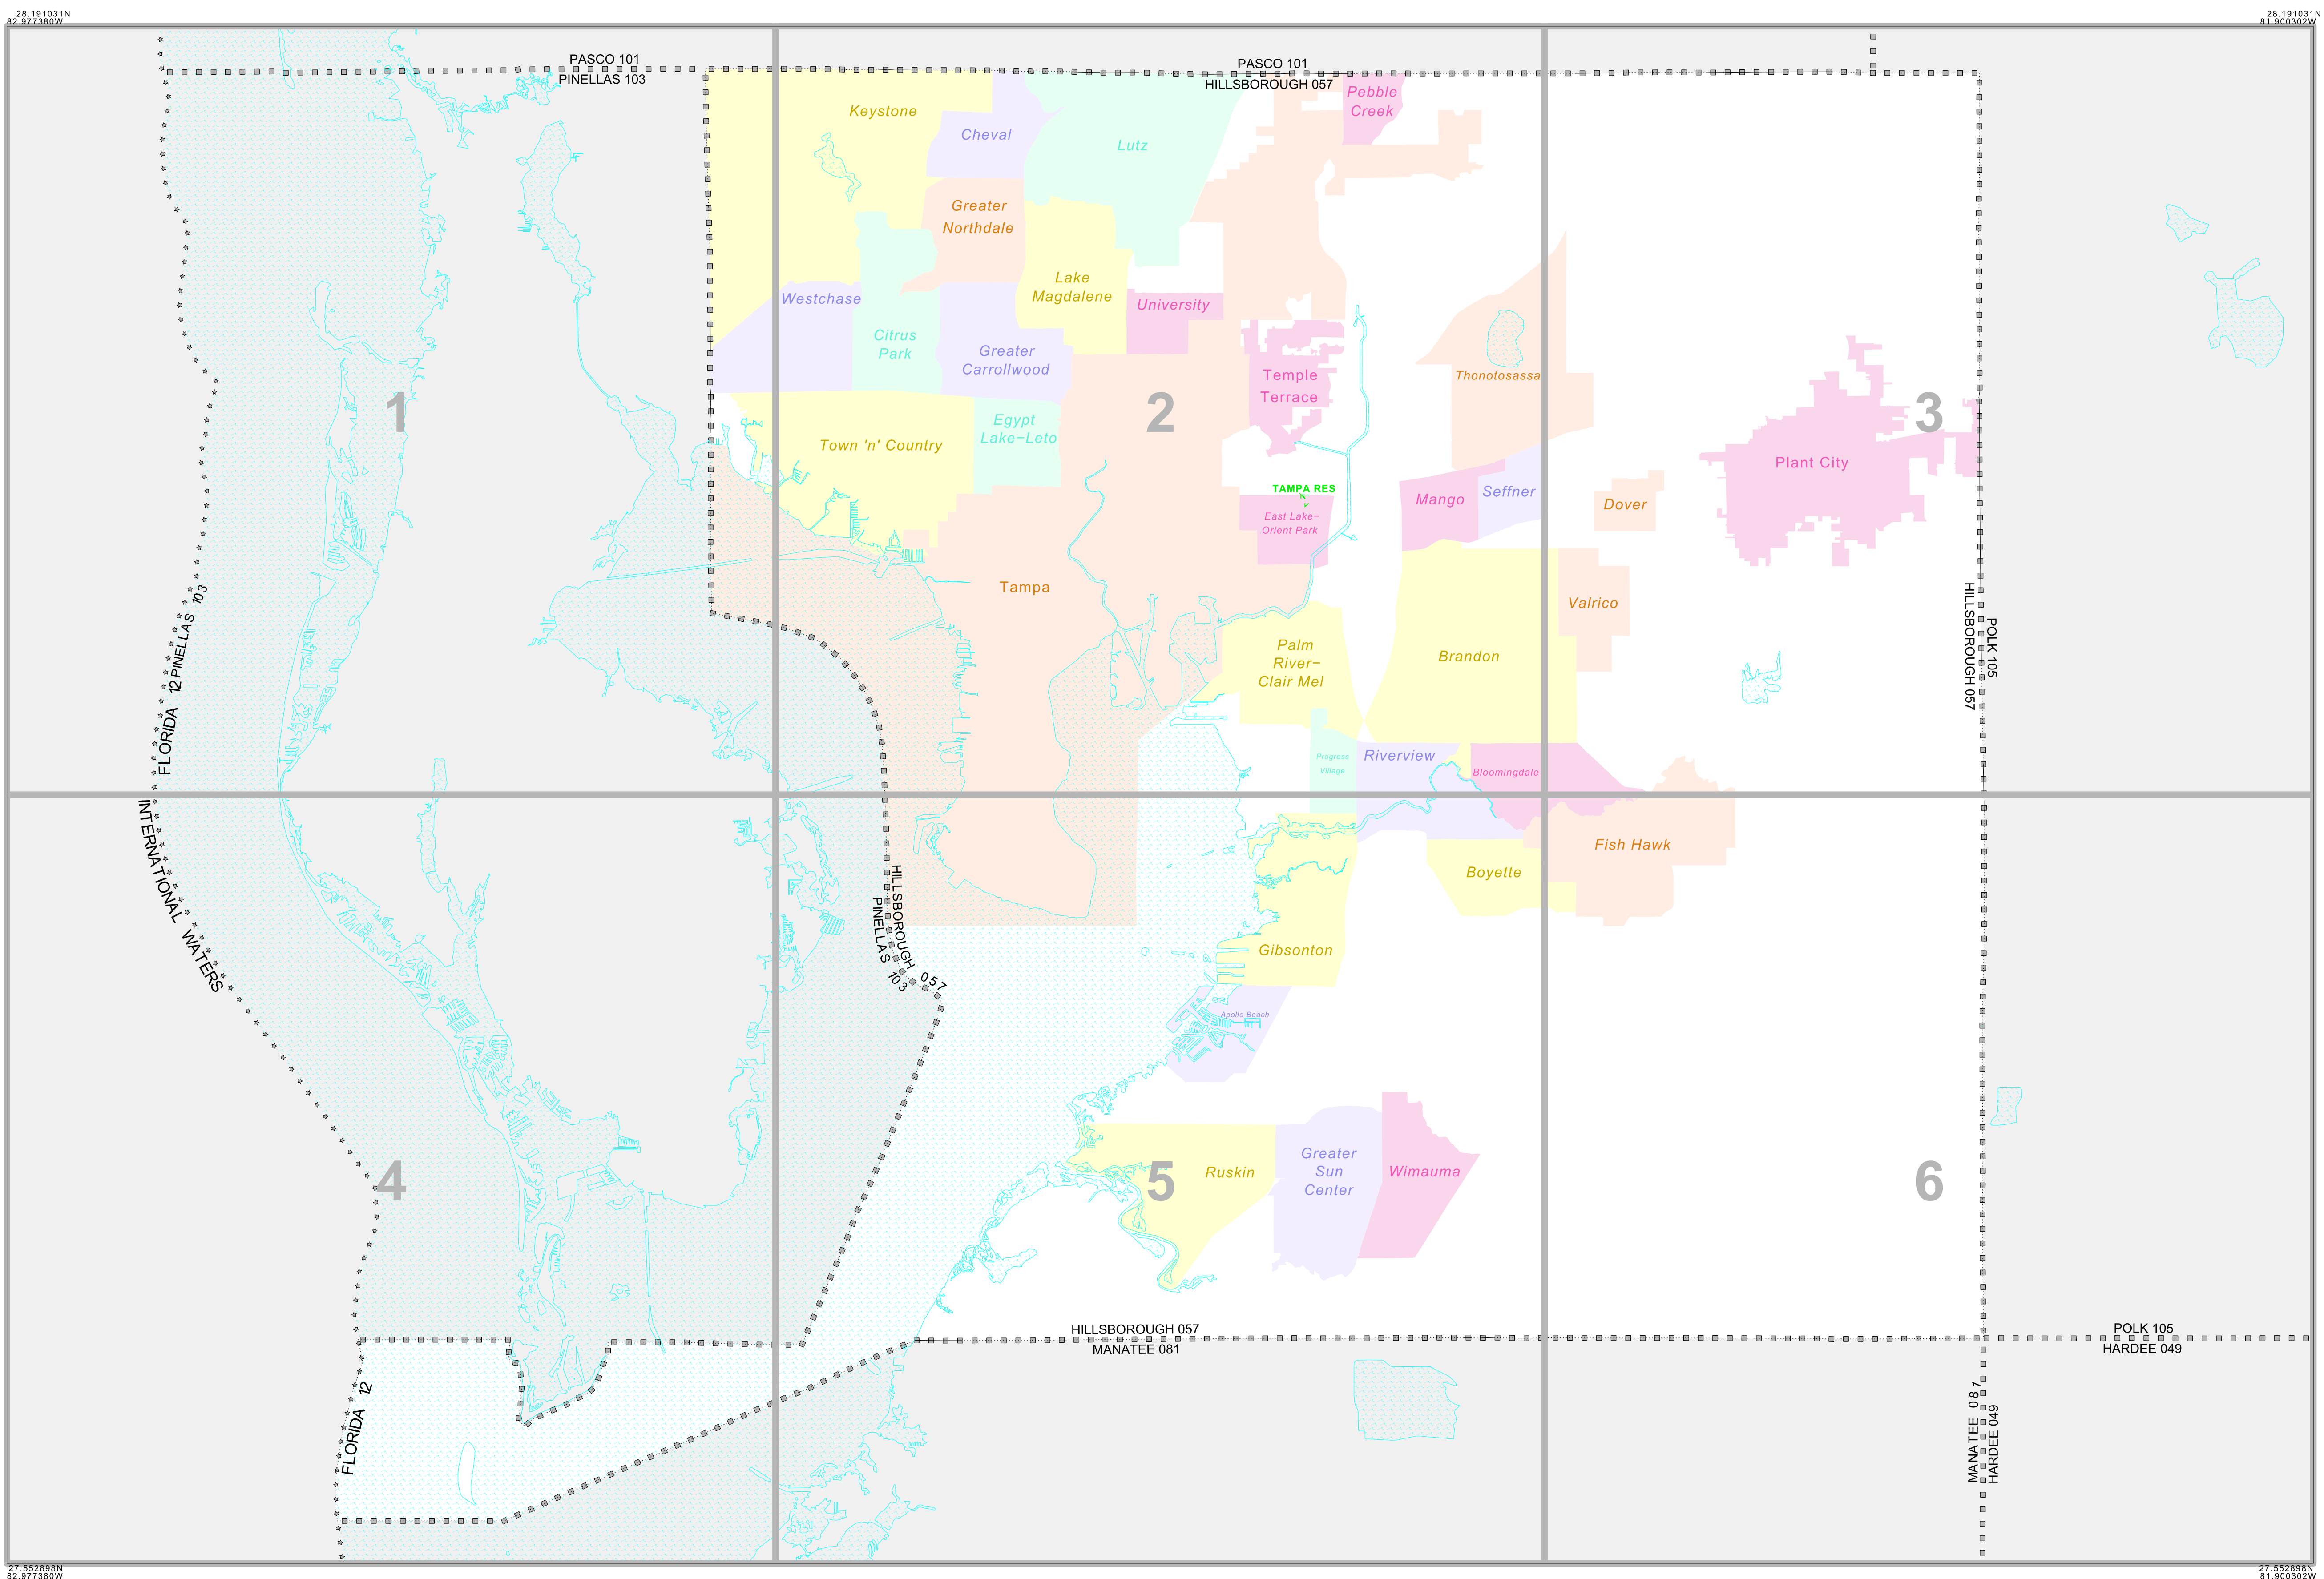 28.191031N
82.977380W
28.191031N
81.900302W
PASCO 101
PINELLAS 103
PASCO 101
HILLSBOROUGH 057
Pebble
Creek
Keystone
Cheval
Lutz
Greater
Northdale
Lake
Magdalene
Westchase
University
Citrus
Park
Greater
Carrollwood
Temple
Terrace
Thonotosassa
1
2
3
Egypt
Lake-Leto
Town 'n' Country
Plant City
TAMPA RES
Mango
Seffner
Dover
East Lake-
Orient Park
Tampa
Valrico
HILLSBOROUGH 057
POLK 105
Palm
River-
Clair Mel
Brandon
FLORIDA 12
PINELLAS 103
Progress
Village
Riverview
Bloomingdale
INTERNATIONAL WATERS
Fish Hawk
Boyette
HILLSBOROUGH 057
PINELLAS 103
Gibsonton
Apollo Beach
4
5
6
Ruskin
Greater
Sun
Center
Wimauma
HILLSBOROUGH 057
MANATEE 081
POLK 105
HARDEE 049
FLORIDA 12
MANATEE 081
HARDEE 049
27.552898N
82.977380W
27.552898N
81.900302W